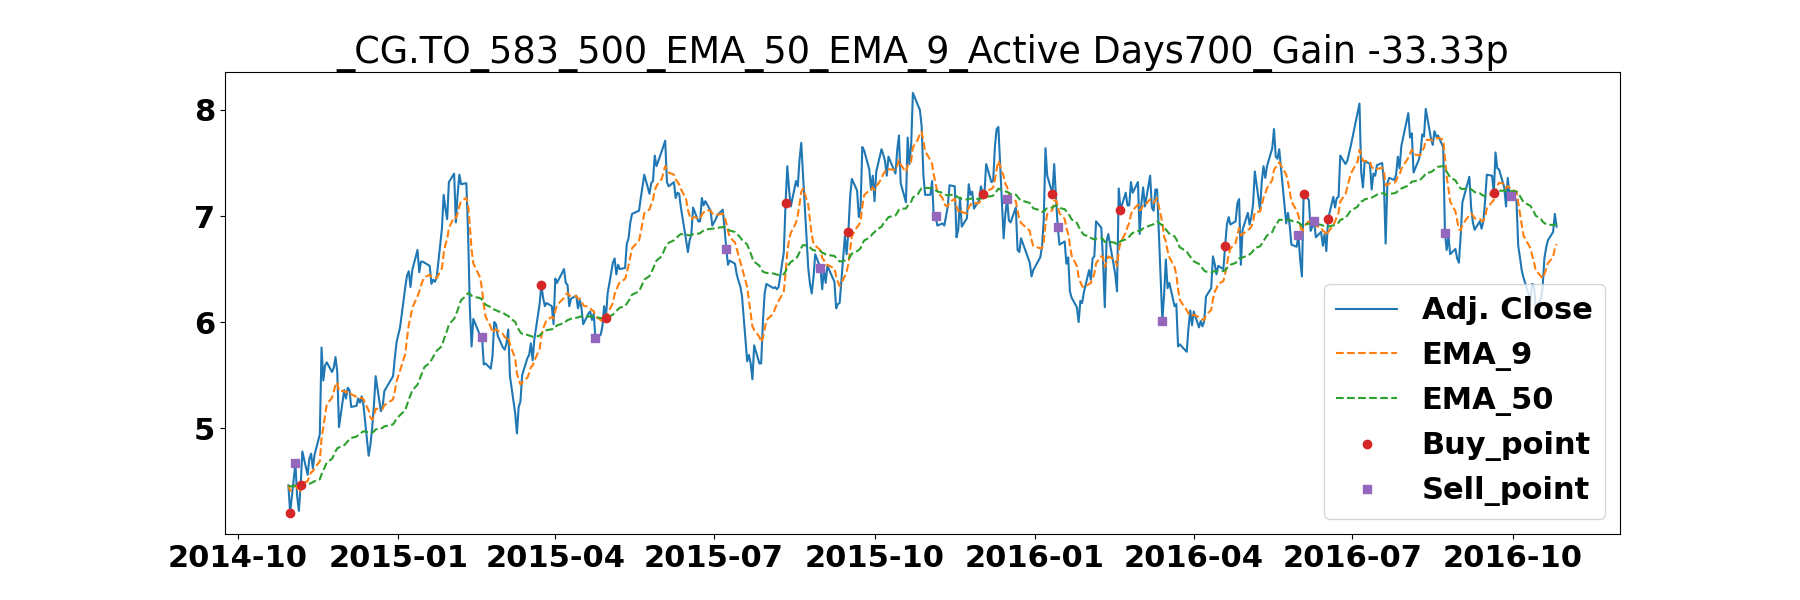 _CG.TO_583_500_EMA_50_EMA_9_Active Days700_Gain -33.33p
8
7
6
5
Adj. Close
EMA_9
EMA_50
Buy_point
Sell_point
2014-10 2015-01 2015-04 2015-07 2015-10 2016-01 2016-04 2016-07 2016-10